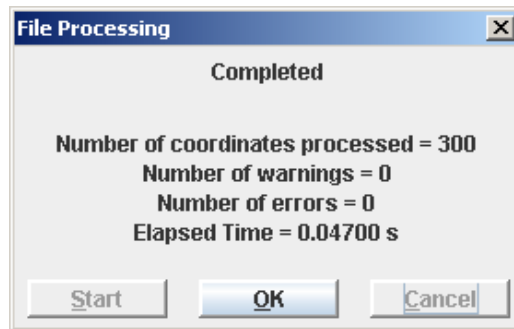 File Processing
Completed
Number of coordinates processed = 300
Number of warnings = 0
Number of errors = 0
Elapsed Time = 0.04700 s
Start OK Cancel